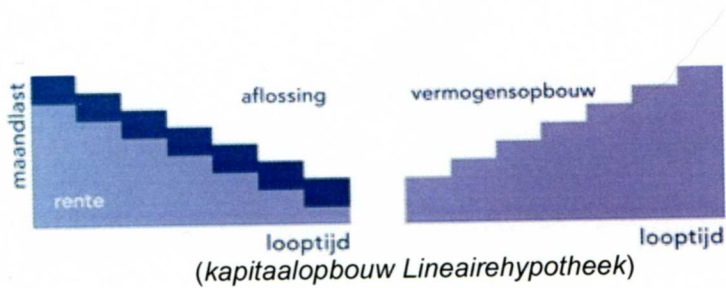 maandlast
aflossing
rente
looptijd
vermogensopbouw
looptijd
(kapitaalopbouw Lineairehypotheek)